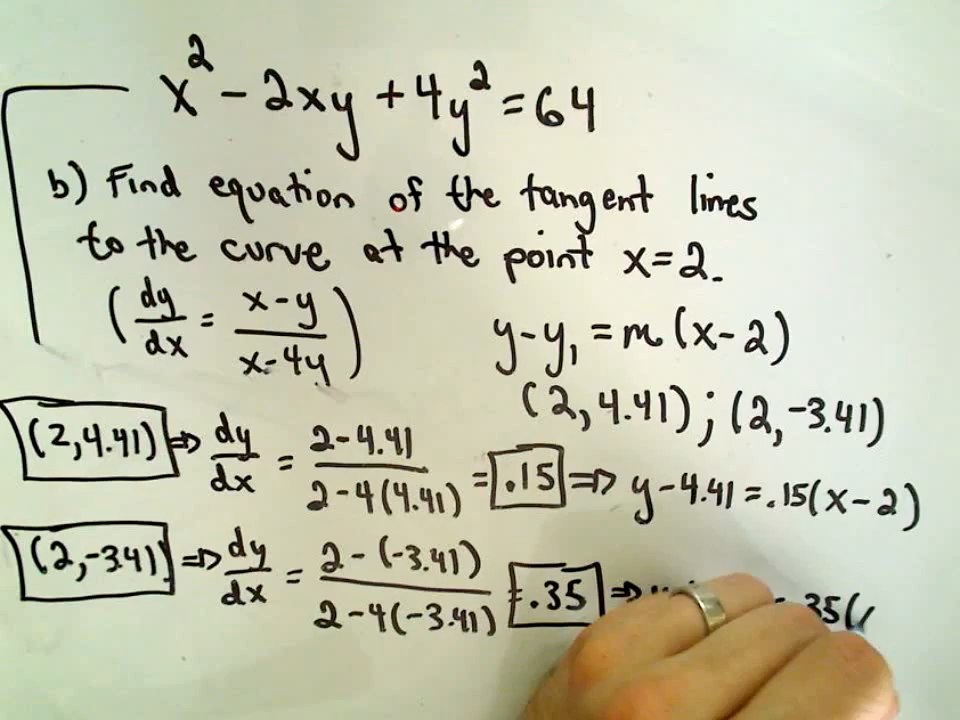 x² - 2xy + 4y² = 64
b) Find equation of the tangent lines
to the curve at the point x=2.
(dy/dx = (x-y)/(x-4y))
y-y₁ = m(x-2)
(2,4.41) ; (2,-3.41)
(2,4.41) ⇒ dy/dx = (2-4.41)/(2-4(4.41)) = .15 ⇒ y-4.41 = .15(x-2)
(2,-3.41) ⇒ dy/dx = (2-(-3.41))/(2-4(-3.41)) = .35 ⇒ .35(